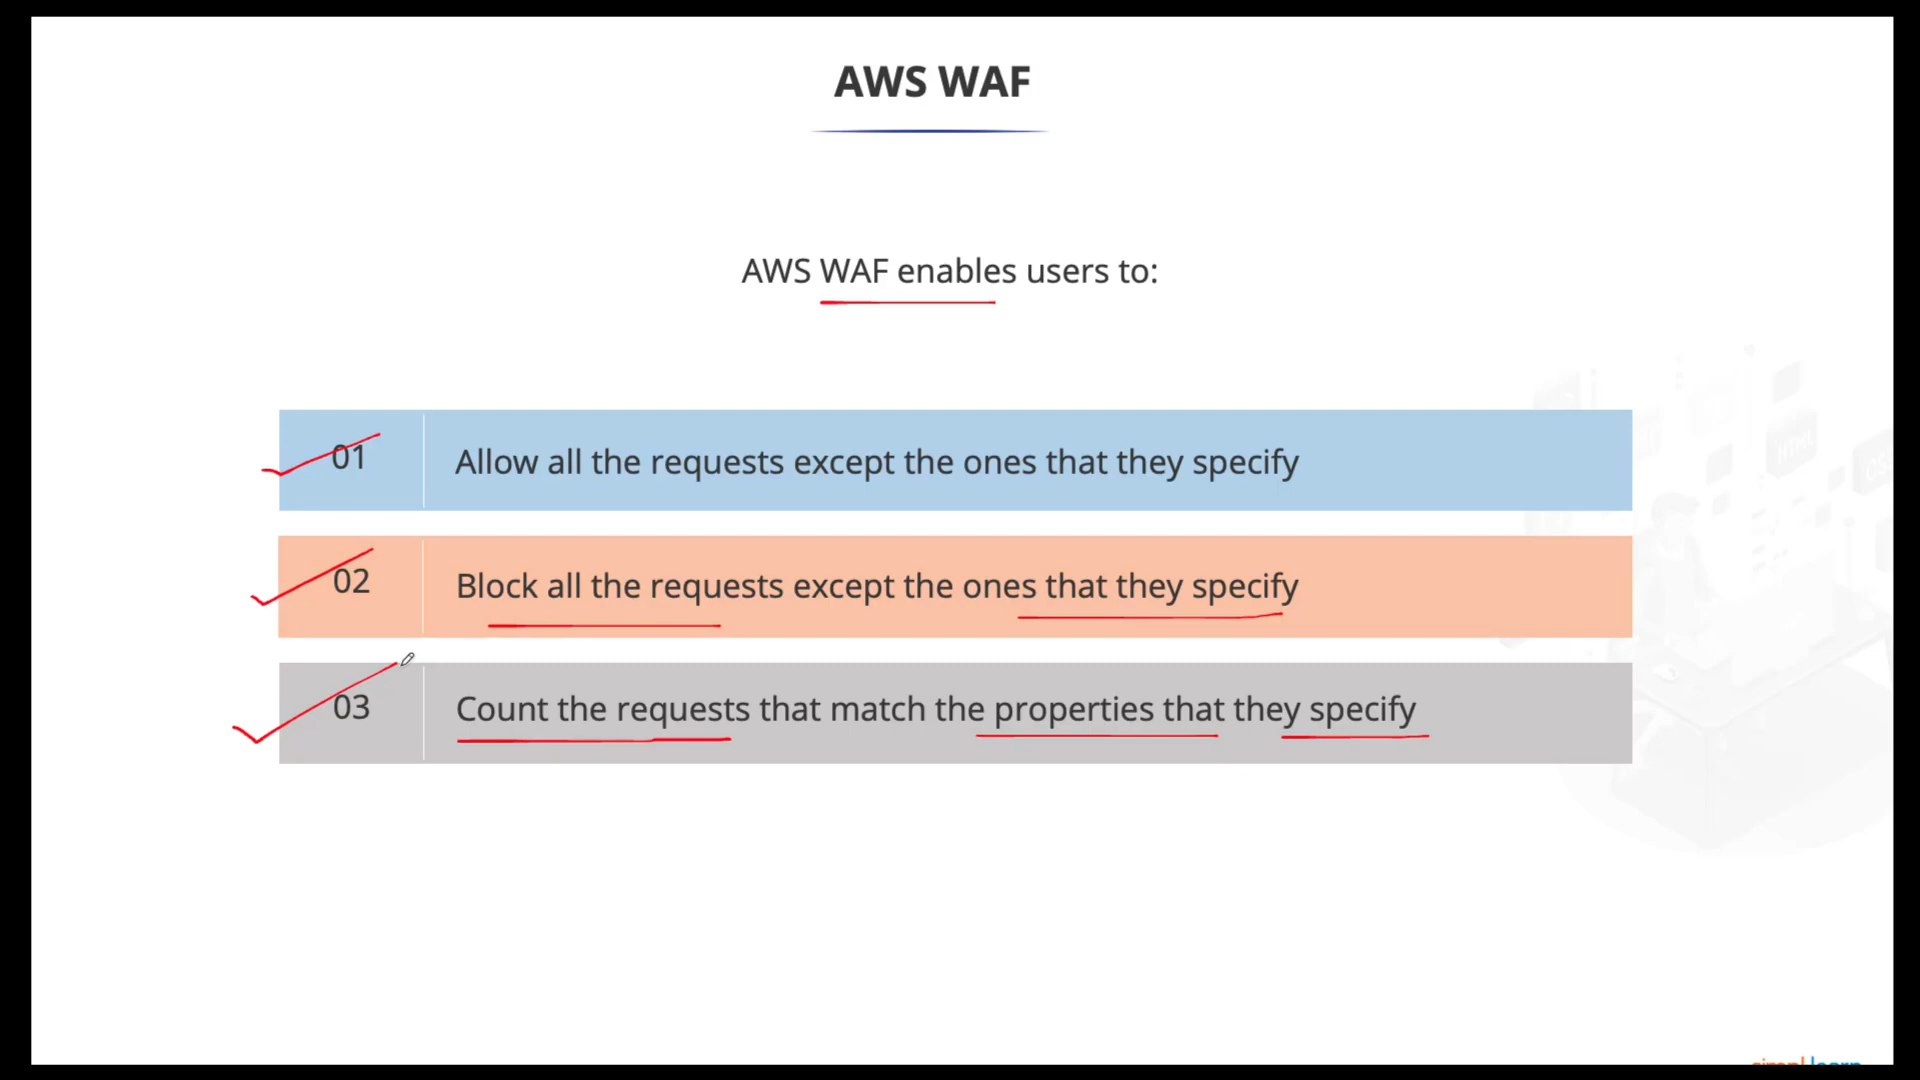 AWS WAF
AWS WAF enables users to:
01
Allow all the requests except the ones that they specify
02
Block all the requests except the ones that they specify
03
Count the requests that match the properties that they specify
HTML